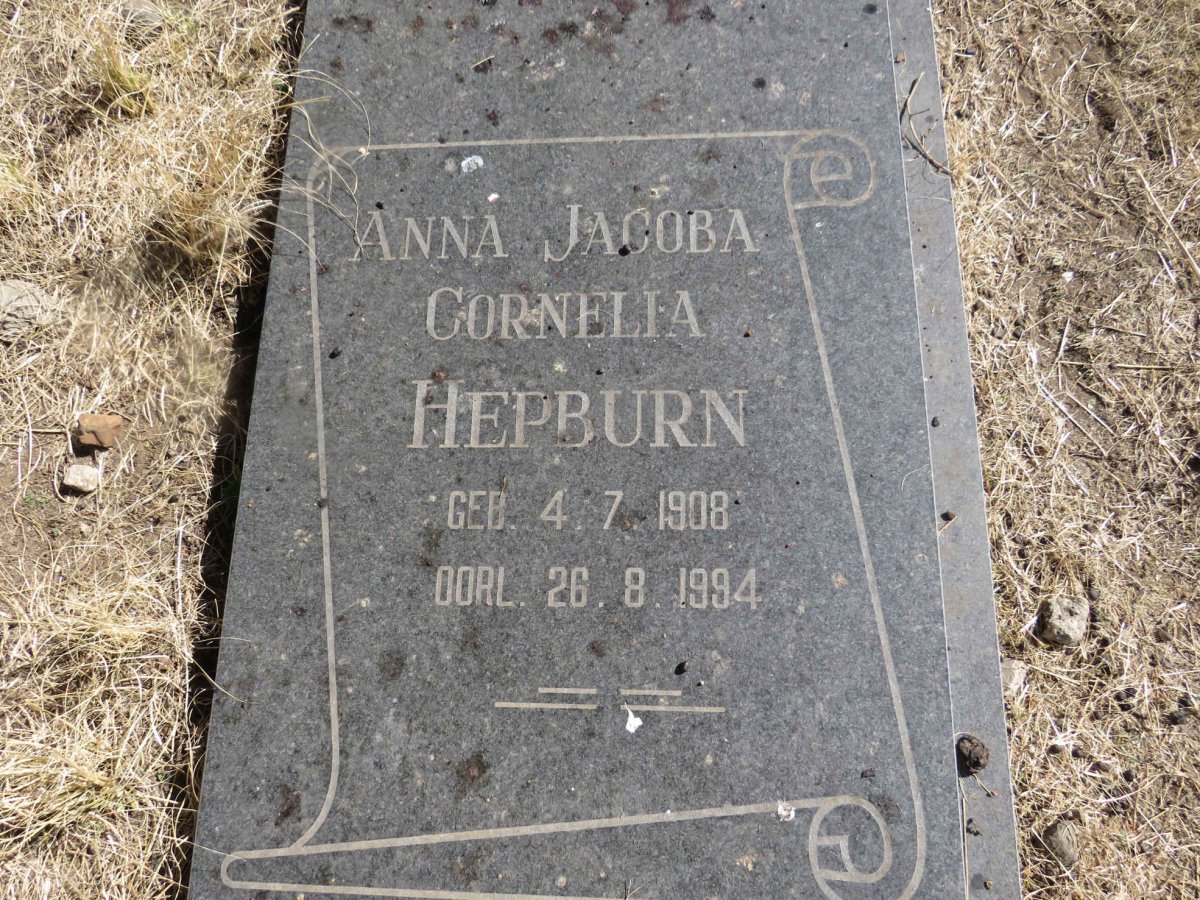 ANNA JACOBA
CORNELIA
HEPBURN
GEB. 4. 7. 1908
OORL. 26. 8. 1994